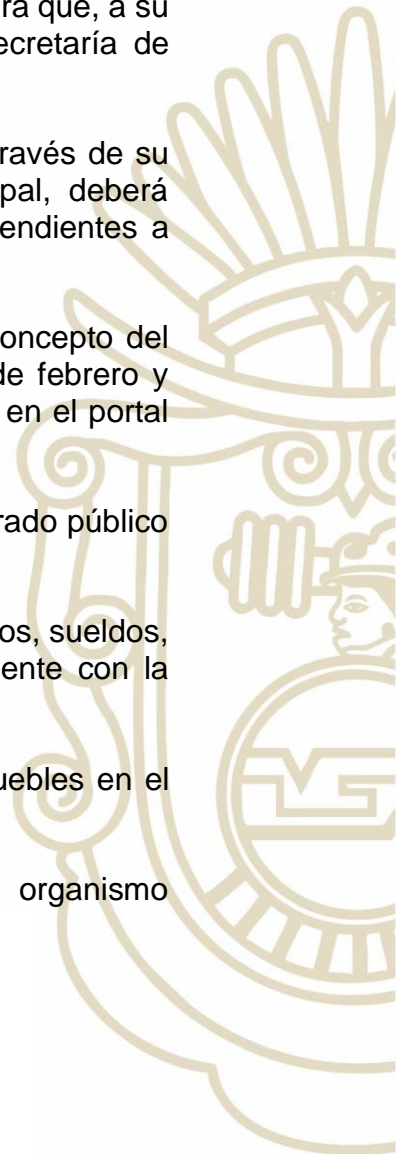 ra que, a su
ecretaría de
ravés de su
pal, deberá
endientes a
oncepto del
de febrero y
en el portal
rado público
os, sueldos,
ente con la
uebles en el
organismo